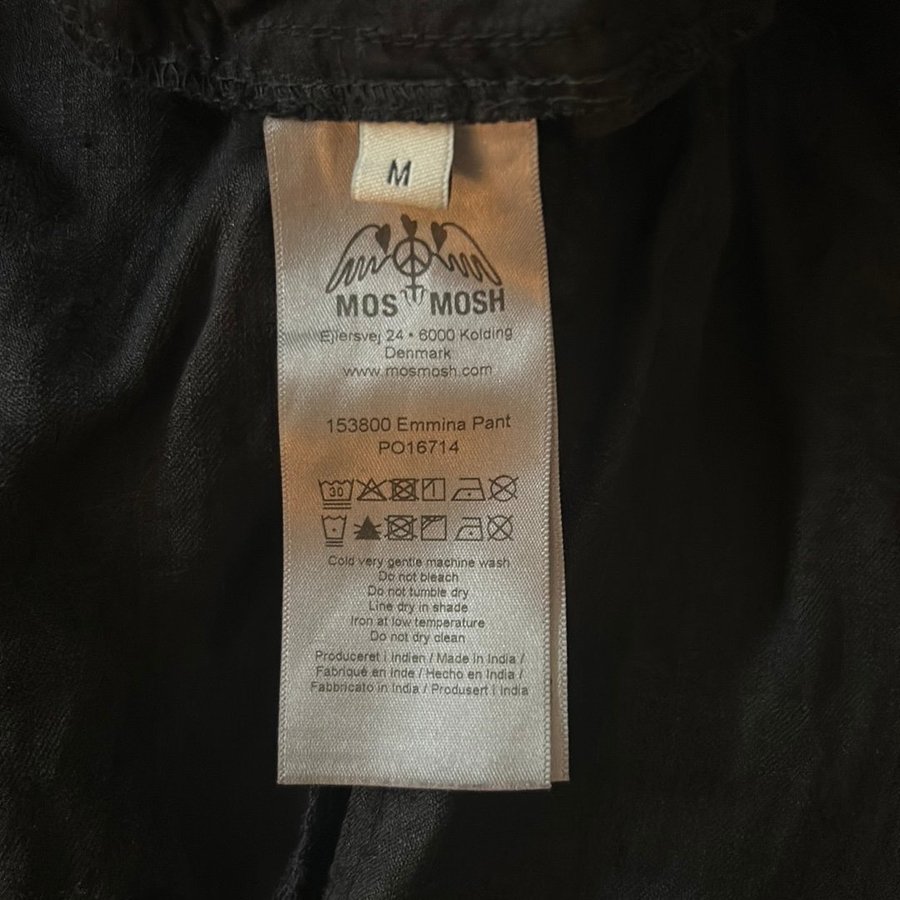 M
MOS MOSH
Ejlersvej 24 • 6000 Kolding
Denmark
www.mosmosh.com
153800 Emmina Pant
PO16714
30
Cold very gentle machine wash
Do not bleach
Do not tumble dry
Line dry in shade
Iron at low temperature
Do not dry clean
Produceret i Indien / Made in India /
Fabriqué en inde / Hecho en India /
Fabbricato in India / Produsert i India